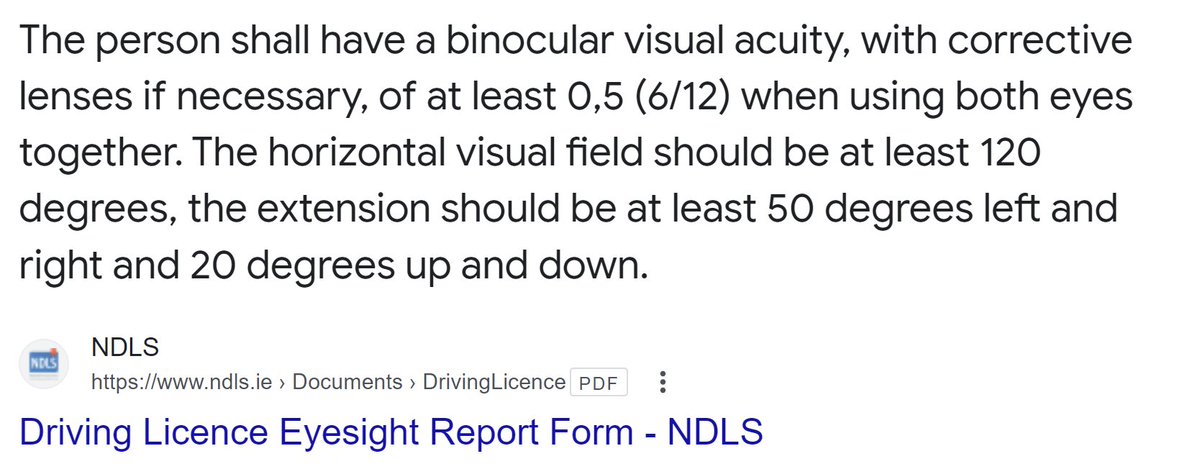 The person shall have a binocular visual acuity, with corrective
lenses if necessary, of at least 0,5 (6/12) when using both eyes
together. The horizontal visual field should be at least 120
degrees, the extension should be at least 50 degrees left and
right and 20 degrees up and down.
NDLS
NDLS
https://www.ndls.ie › Documents › DrivingLicence PDF
Driving Licence Eyesight Report Form - NDLS